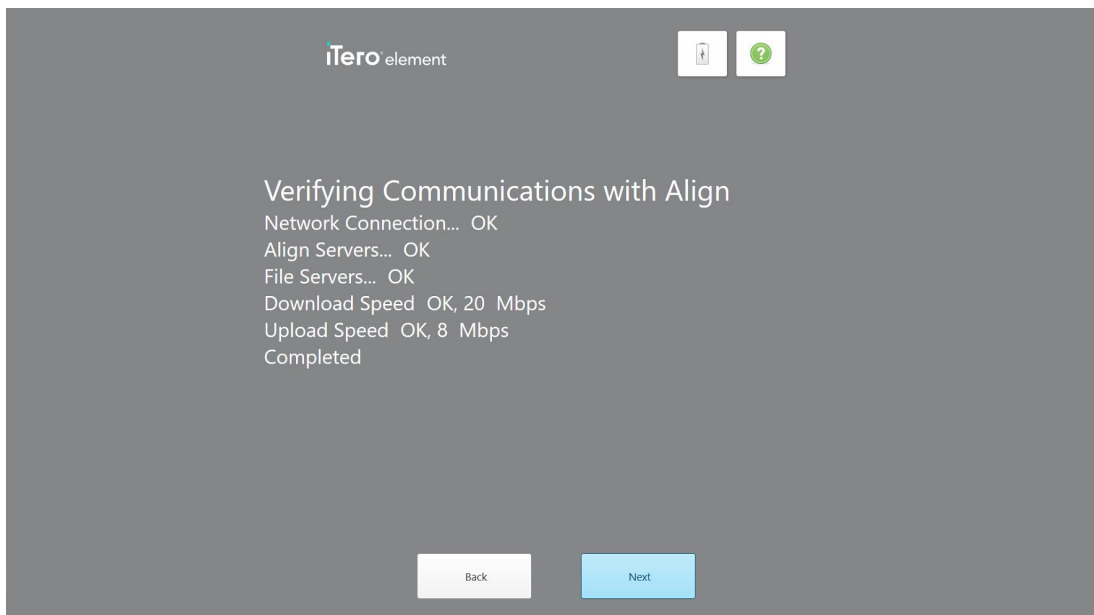 iTero element
?
Verifying Communications with Align
Network Connection... OK
Align Servers... OK
File Servers... OK
Download Speed OK, 20 Mbps
Upload Speed OK, 8 Mbps
Completed
Back
Next